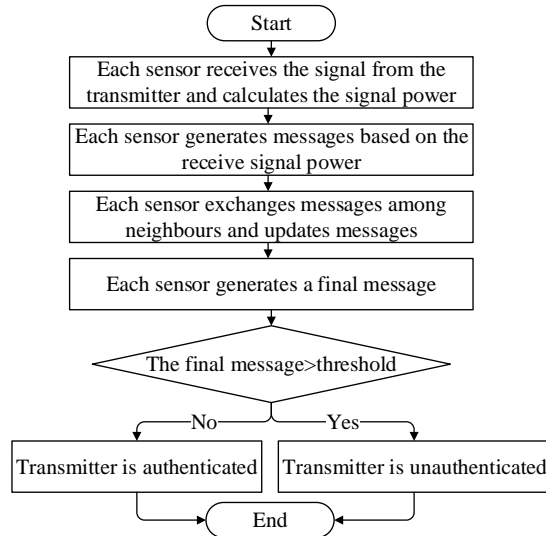 Start
Each sensor receives the signal from the
transmitter and calculates the signal power
Each sensor generates messages based on the
receive signal power
Each sensor exchanges messages among
neighbours and updates messages
Each sensor generates a final message
The final message>threshold
No
Yes
Transmitter is authenticated
Transmitter is unauthenticated
End